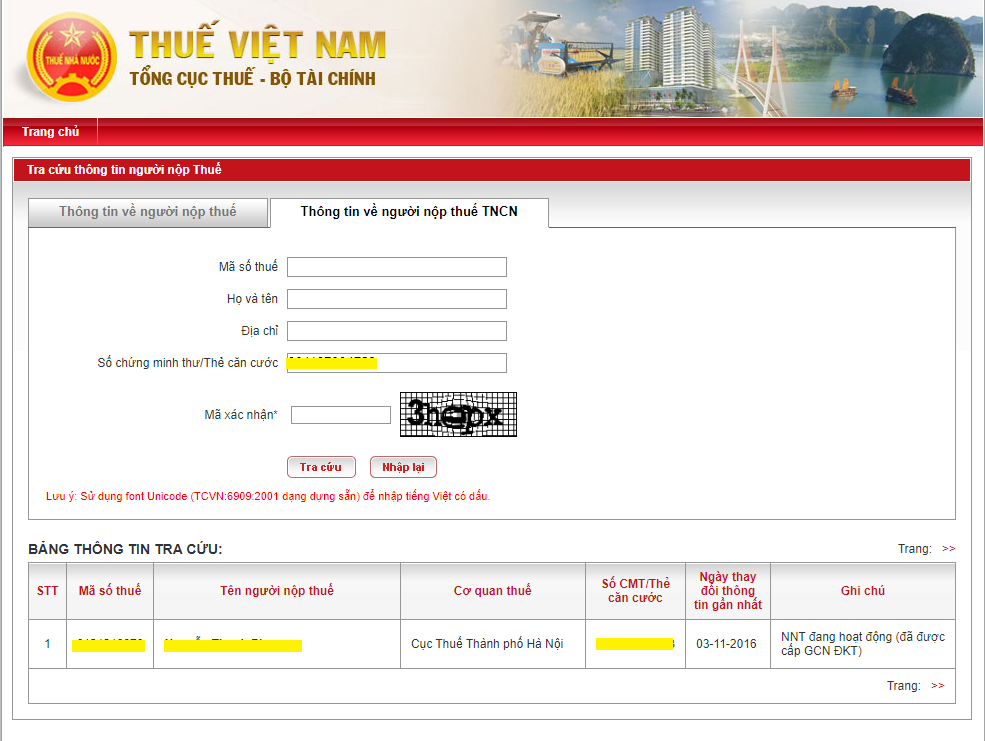 THUẾ NHÀ NƯỚC
THUẾ VIỆT NAM
TỔNG CỤC THUẾ - BỘ TÀI CHÍNH
Trang chủ
Tra cứu thông tin người nộp Thuế
Thông tin về người nộp thuế
Thông tin về người nộp thuế TNCN
Mã số thuế
Họ và tên
Địa chỉ
Số chứng minh thư/Thẻ căn cước
Mã xác nhận*
Tra cứu
Nhập lại
Lưu ý: Sử dụng font Unicode (TCVN:6909:2001 dạng dựng sẵn) để nhập tiếng Việt có dấu.
BẢNG THÔNG TIN TRA CỨU:
Trang: >>
STT
Mã số thuế
Tên người nộp thuế
Cơ quan thuế
Số CMT/Thẻ
căn cước
Ngày thay
đổi thông
tin gần nhất
Ghi chú
1
Cục Thuế Thành phố Hà Nội
03-11-2016
NNT đang hoạt động (đã được
cấp GCN ĐKT)
Trang: >>